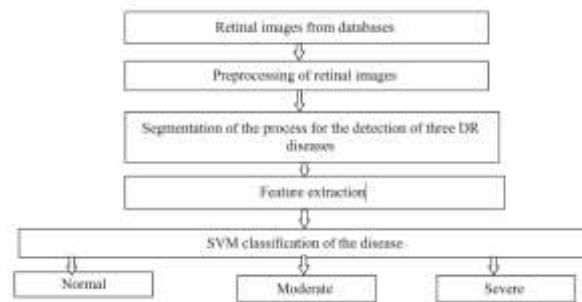 Retinal images from databases
Preprocessing of retinal images
Segmentation of the process for the detection of three DR
diseases
Feature extraction
SVM classification of the disease
Normal
Moderate
Severe